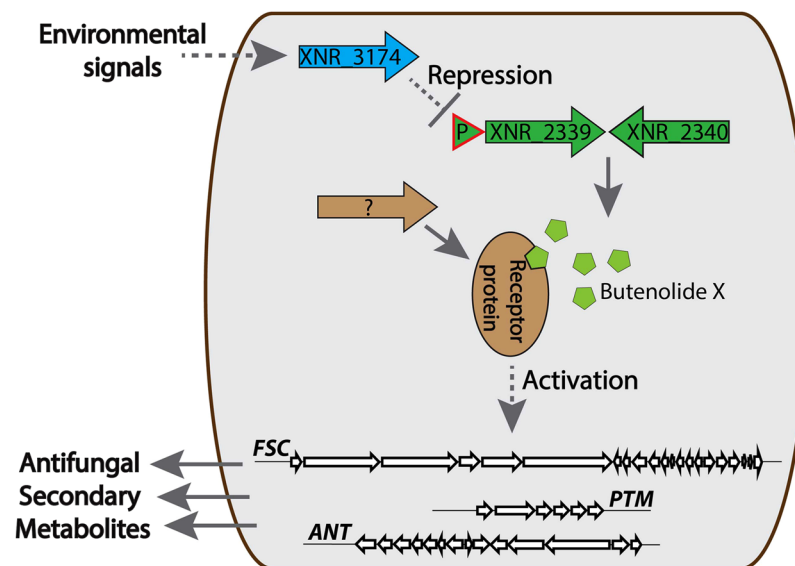 Environmental
signals
XNR_3174
Repression
P
XNR_2339
XNR_2340
?
Receptor
protein
Butenolide X
Activation
FSC
Antifungal
Secondary
Metabolites
PTM
ANT